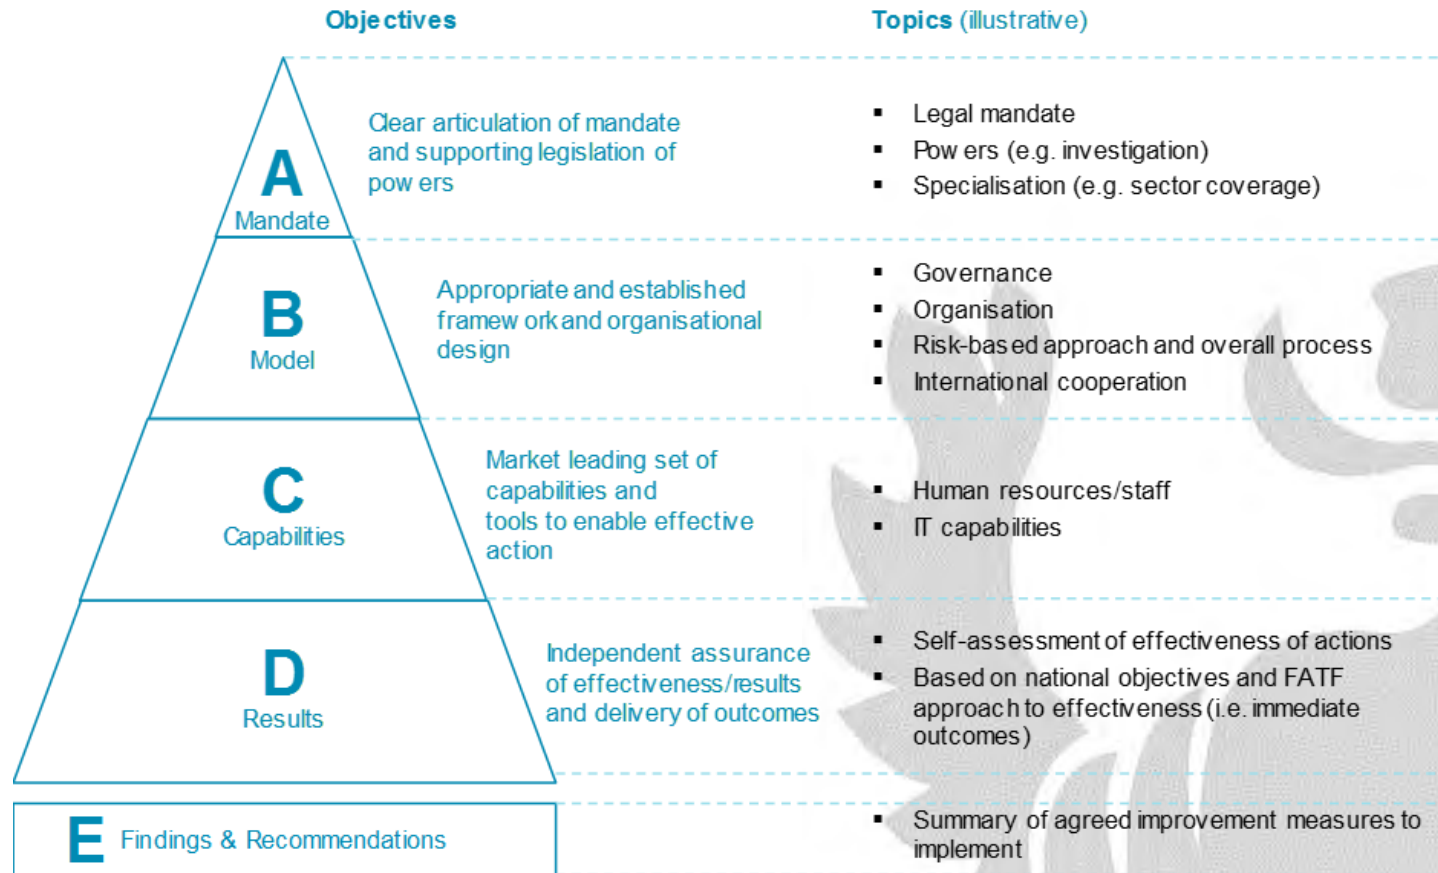 Objectives
Topics (illustrative)
A
Mandate
Clear articulation of mandate
and supporting legislation of
powers
▪ Legal mandate
▪ Powers (e.g. investigation)
▪ Specialisation (e.g. sector coverage)
B
Model
Appropriate and established
framework and organisational
design
▪ Governance
▪ Organisation
▪ Risk-based approach and overall process
▪ International cooperation
C
Capabilities
Market leading set of
capabilities and
tools to enable effective
action
▪ Human resources/staff
▪ IT capabilities
D
Results
Independent assurance
of effectiveness/results
and delivery of outcomes
▪ Self-assessment of effectiveness of actions
▪ Based on national objectives and FATF
approach to effectiveness (i.e. immediate
outcomes)
E Findings & Recommendations
▪ Summary of agreed improvement measures to
implement